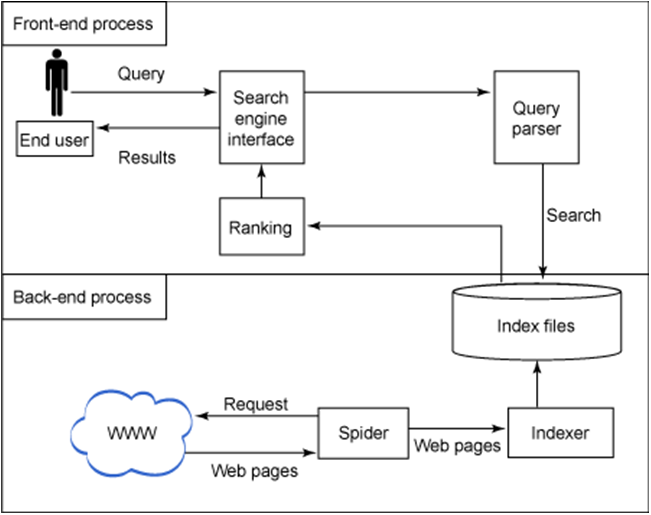 Front-end process
Query
End user
Results
Search
engine
interface
Query
parser
Ranking
Search
Back-end process
Index files
WWW
Request
Web pages
Spider
Web pages
Indexer